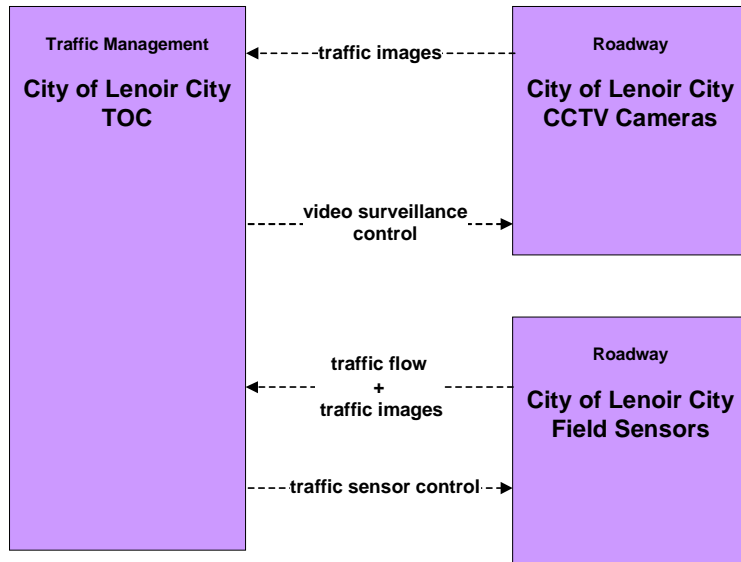 Traffic Management
City of Lenoir City
TOC
traffic images
Roadway
City of Lenoir City
CCTV Cameras
video surveillance
control
traffic flow
+
traffic images
Roadway
City of Lenoir City
Field Sensors
traffic sensor control